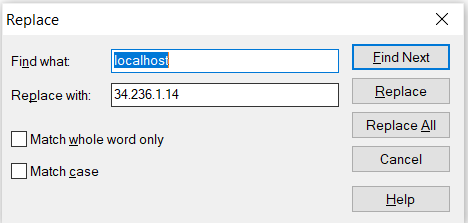 Replace
Find what: localhost Find Next
Replace with: 34.236.1.14 Replace
Replace All
Match whole word only
Cancel
Match case
Help